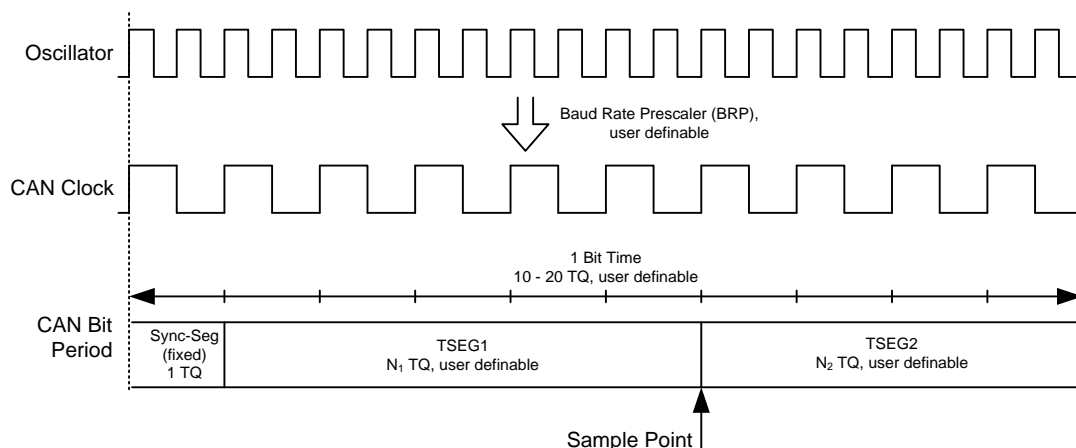 Oscillator
Baud Rate Prescaler (BRP),
user definable
CAN Clock
1 Bit Time
10 - 20 TQ, user definable
CAN Bit
Period
Sync-Seg
(fixed)
1 TQ
TSEG1
N₁ TQ, user definable
TSEG2
N₂ TQ, user definable
Sample Point